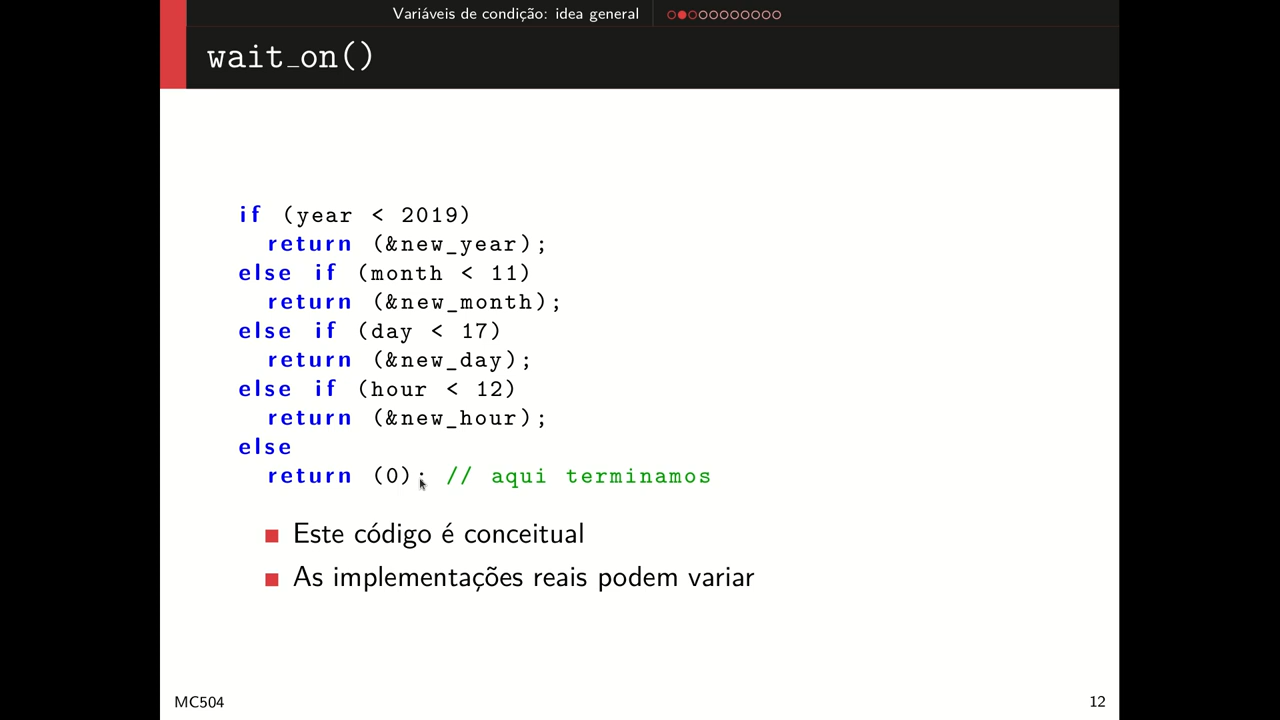 Variáveis de condição: idea general
wait_on()
if (year < 2019)
return (&new_year);
else if (month < 11)
return (&new_month);
else if (day < 17)
return (&new_day);
else if (hour < 12)
return (&new_hour);
else
return (0); // aqui terminamos
Este código é conceitual
As implementações reais podem variar
MC504
12